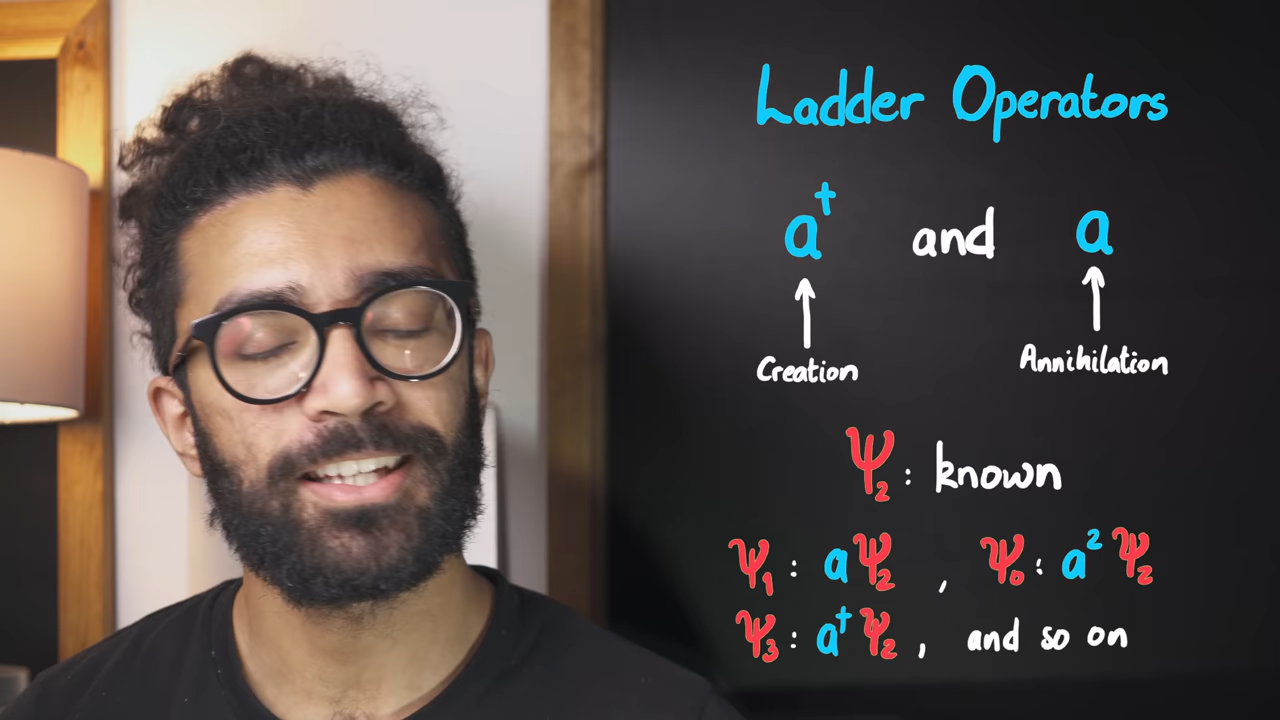 Ladder Operators
a† and a
Creation Annihilation
Ψ₂ : known
Ψ₁ : aΨ₂ , Ψ₀ : a²Ψ₂
Ψ₃ : a†Ψ₂ , and so on